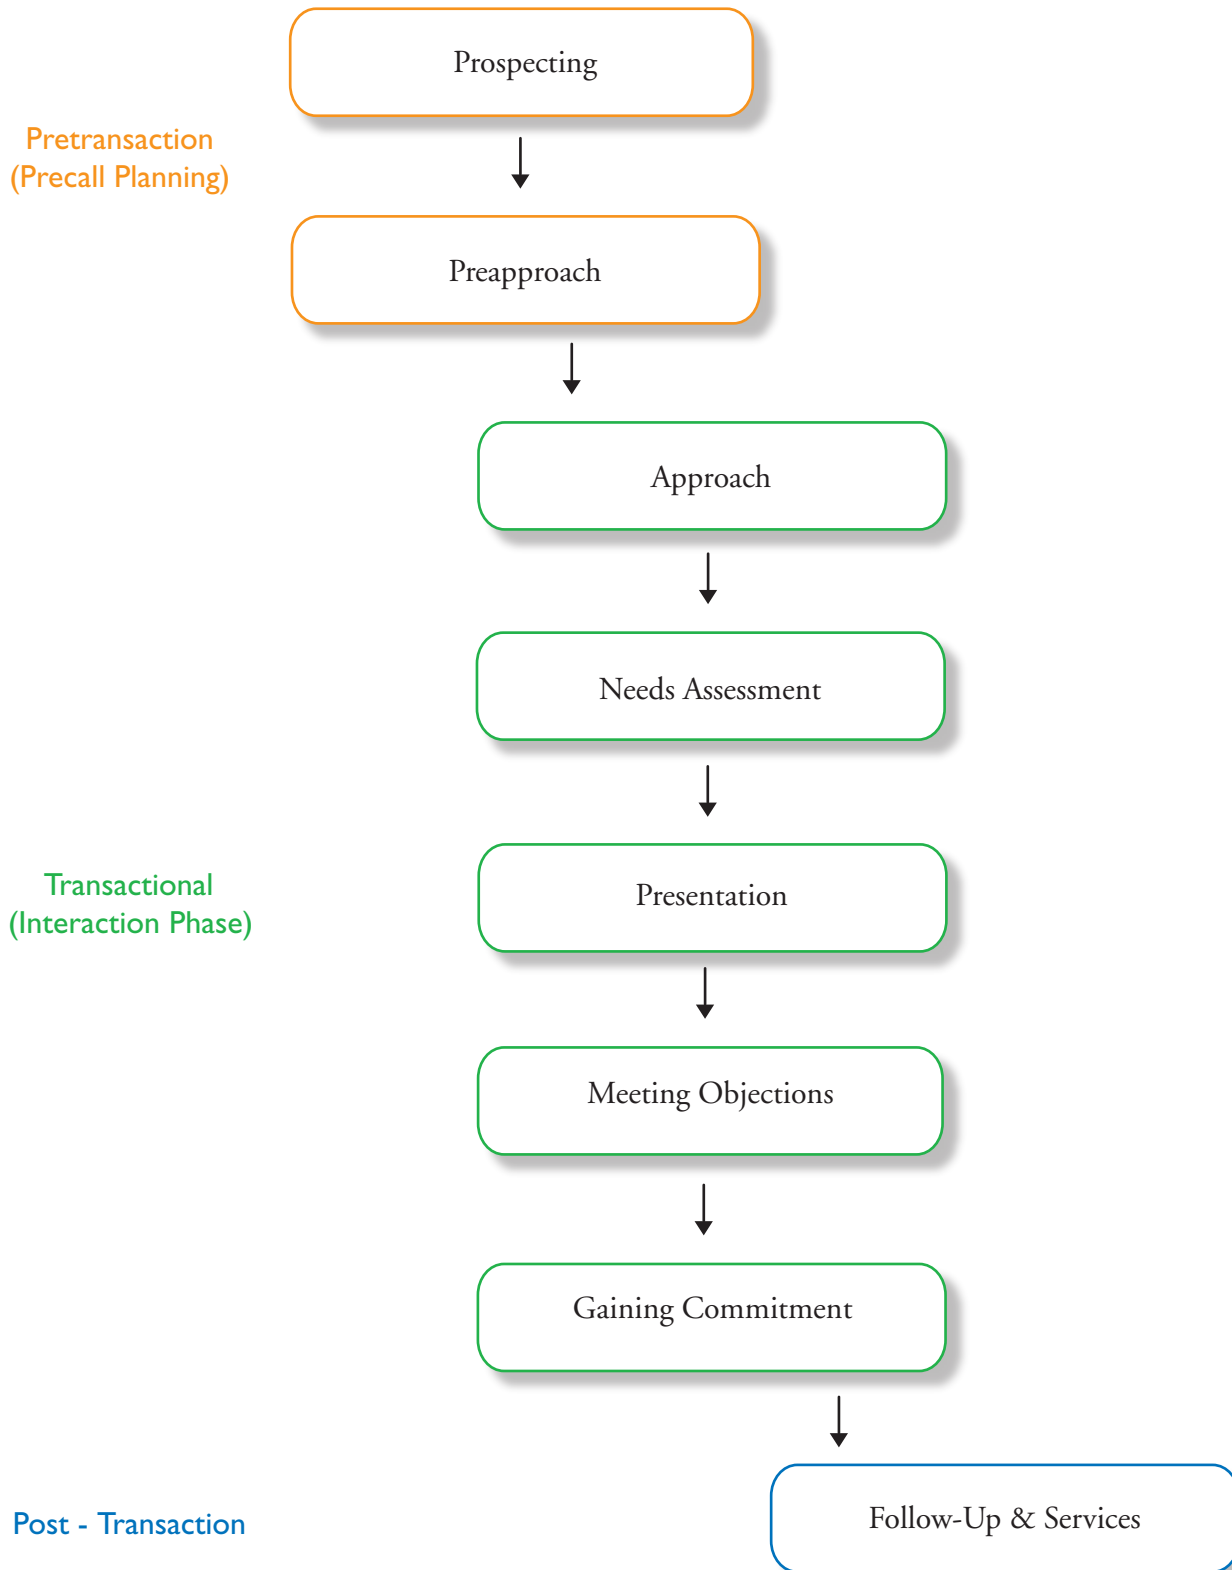 Prospecting
Pretransaction
(Precall Planning)
Preapproach
Approach
Needs Assessment
Presentation
Transactional
(Interaction Phase)
Meeting Objections
Gaining Commitment
Follow-Up & Services
Post - Transaction